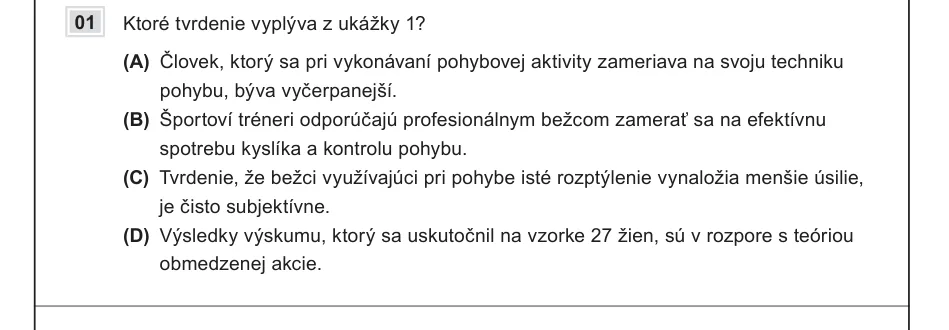 01 Ktoré tvrdenie vyplýva z ukážky 1?
(A) Človek, ktorý sa pri vykonávaní pohybovej aktivity zameriava na svoju techniku
pohybu, býva vyčerpanejší.
(B) Športoví tréneri odporúčajú profesionálnym bežcom zamerať sa na efektívnu
spotrebu kyslíka a kontrolu pohybu.
(C) Tvrdenie, že bežci využívajúci pri pohybe isté rozptýlenie vynaložia menšie úsilie,
je čisto subjektívne.
(D) Výsledky výskumu, ktorý sa uskutočnil na vzorke 27 žien, sú v rozpore s teóriou
obmedzenej akcie.